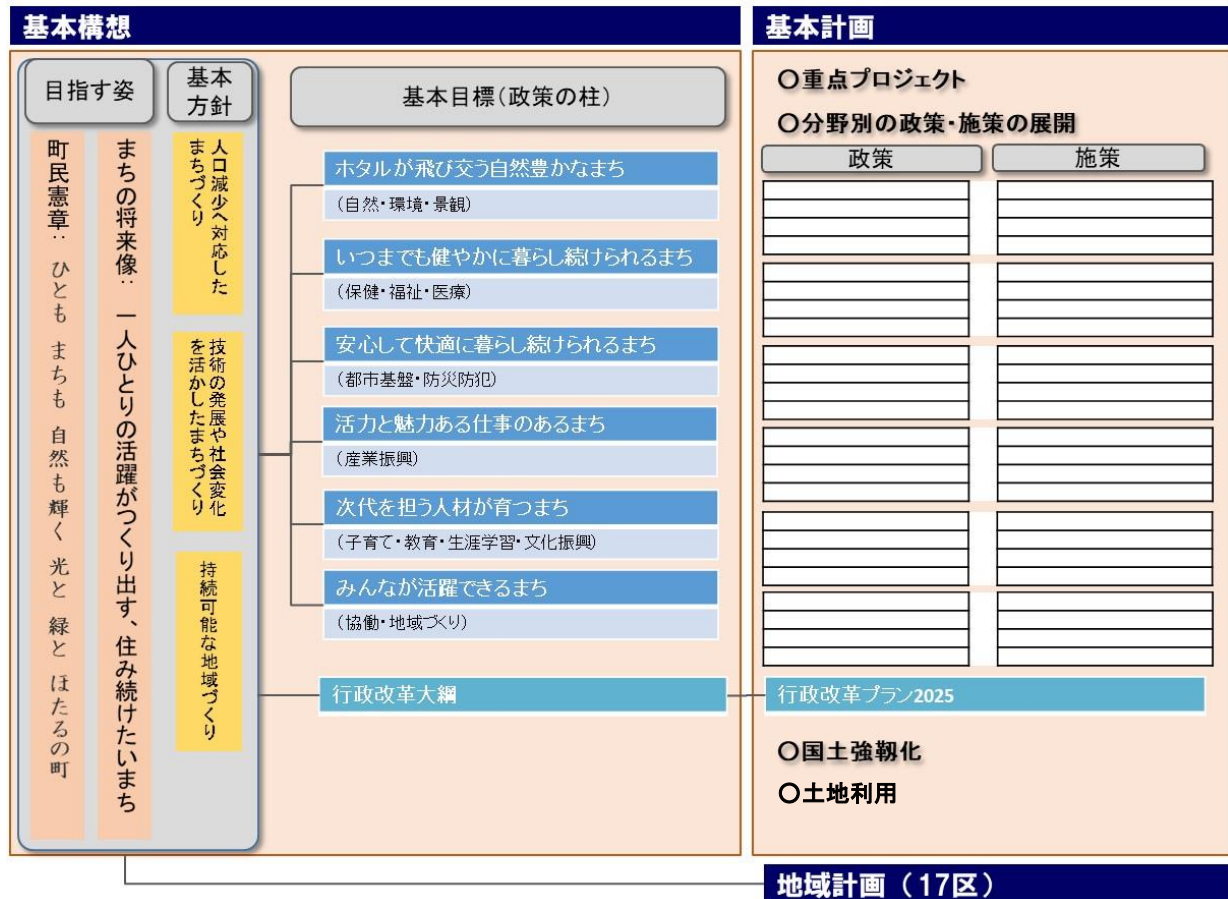 基本構想
目指す姿
基本
方針
基本目標(政策の柱)
町民憲章: ひとも まちも 自然も輝く 光と 緑と ほたるの町
まちの将来像: 一人ひとりの活躍がつくり出す、住み続けたいまち
人口減少へ対応した
まちづくり
技術の発展や社会変化
を活かしたまちづくり
持続可能な地域づくり
ホタルが飛び交う自然豊かなまち
(自然・環境・景観)
いつまでも健やかに暮らし続けられるまち
(保健・福祉・医療)
安心して快適に暮らし続けられるまち
(都市基盤・防災防犯)
活力と魅力ある仕事のあるまち
(産業振興)
次代を担う人材が育つまち
(子育て・教育・生涯学習・文化振興)
みんなが活躍できるまち
(協働・地域づくり)
行政改革大綱
基本計画
〇重点プロジェクト
〇分野別の政策・施策の展開
政策
施策
行政改革プラン2025
〇国土強靱化
〇土地利用
地域計画(17区)